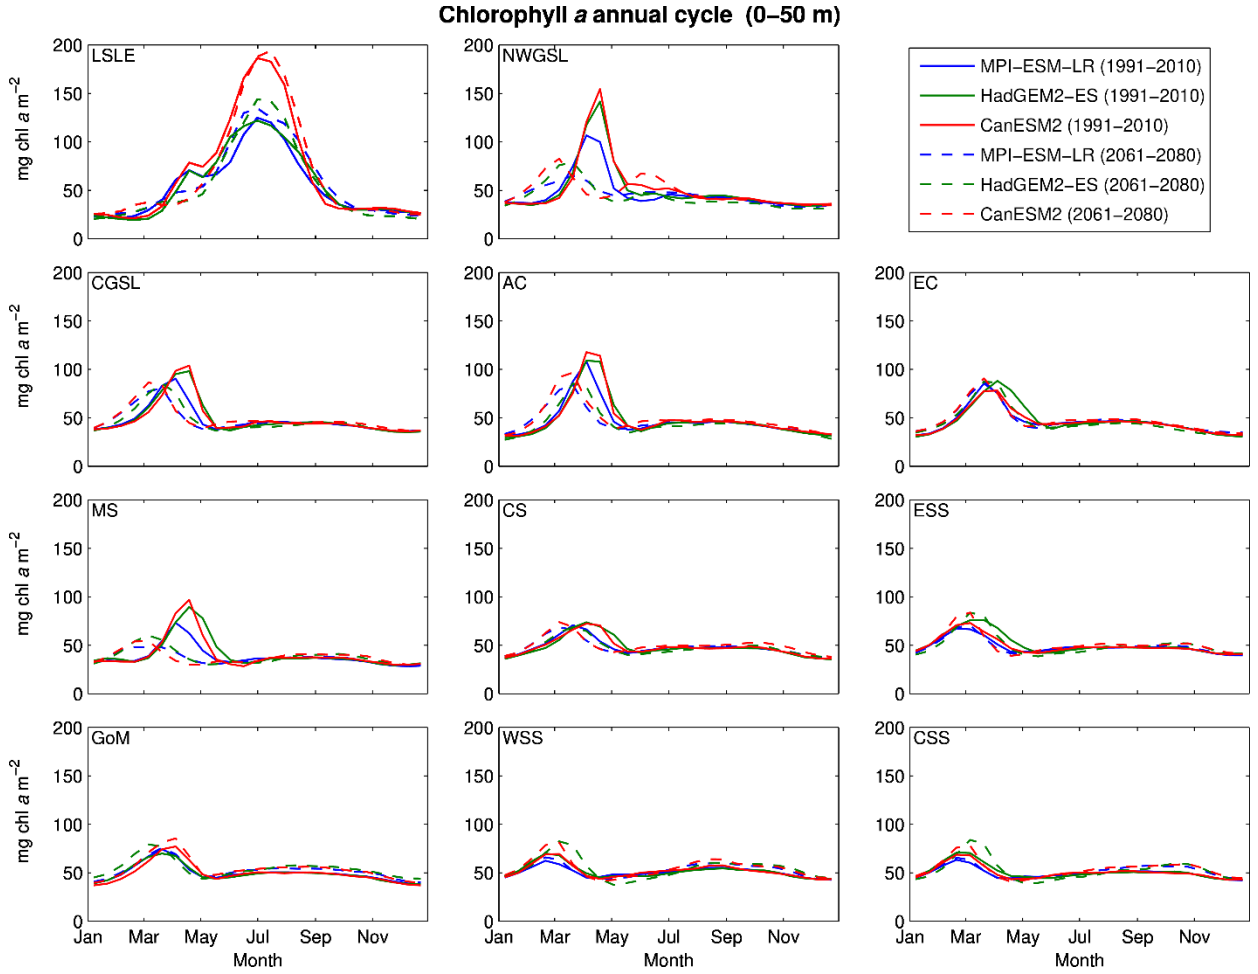 Chlorophyll a annual cycle (0−50 m)
LSLE
200
150
100
50
0
mg chl a m−2
NWGSL
200
150
100
50
0
MPI−ESM−LR (1991−2010)
HadGEM2−ES (1991−2010)
CanESM2 (1991−2010)
MPI−ESM−LR (2061−2080)
HadGEM2−ES (2061−2080)
CanESM2 (2061−2080)
CGSL
200
150
100
50
0
mg chl a m−2
AC
200
150
100
50
0
EC
200
150
100
50
0
MS
200
150
100
50
0
mg chl a m−2
CS
200
150
100
50
0
ESS
200
150
100
50
0
GoM
200
150
100
50
0
mg chl a m−2
Jan Mar May Jul Sep Nov
Month
WSS
200
150
100
50
0
Jan Mar May Jul Sep Nov
Month
CSS
200
150
100
50
0
Jan Mar May Jul Sep Nov
Month